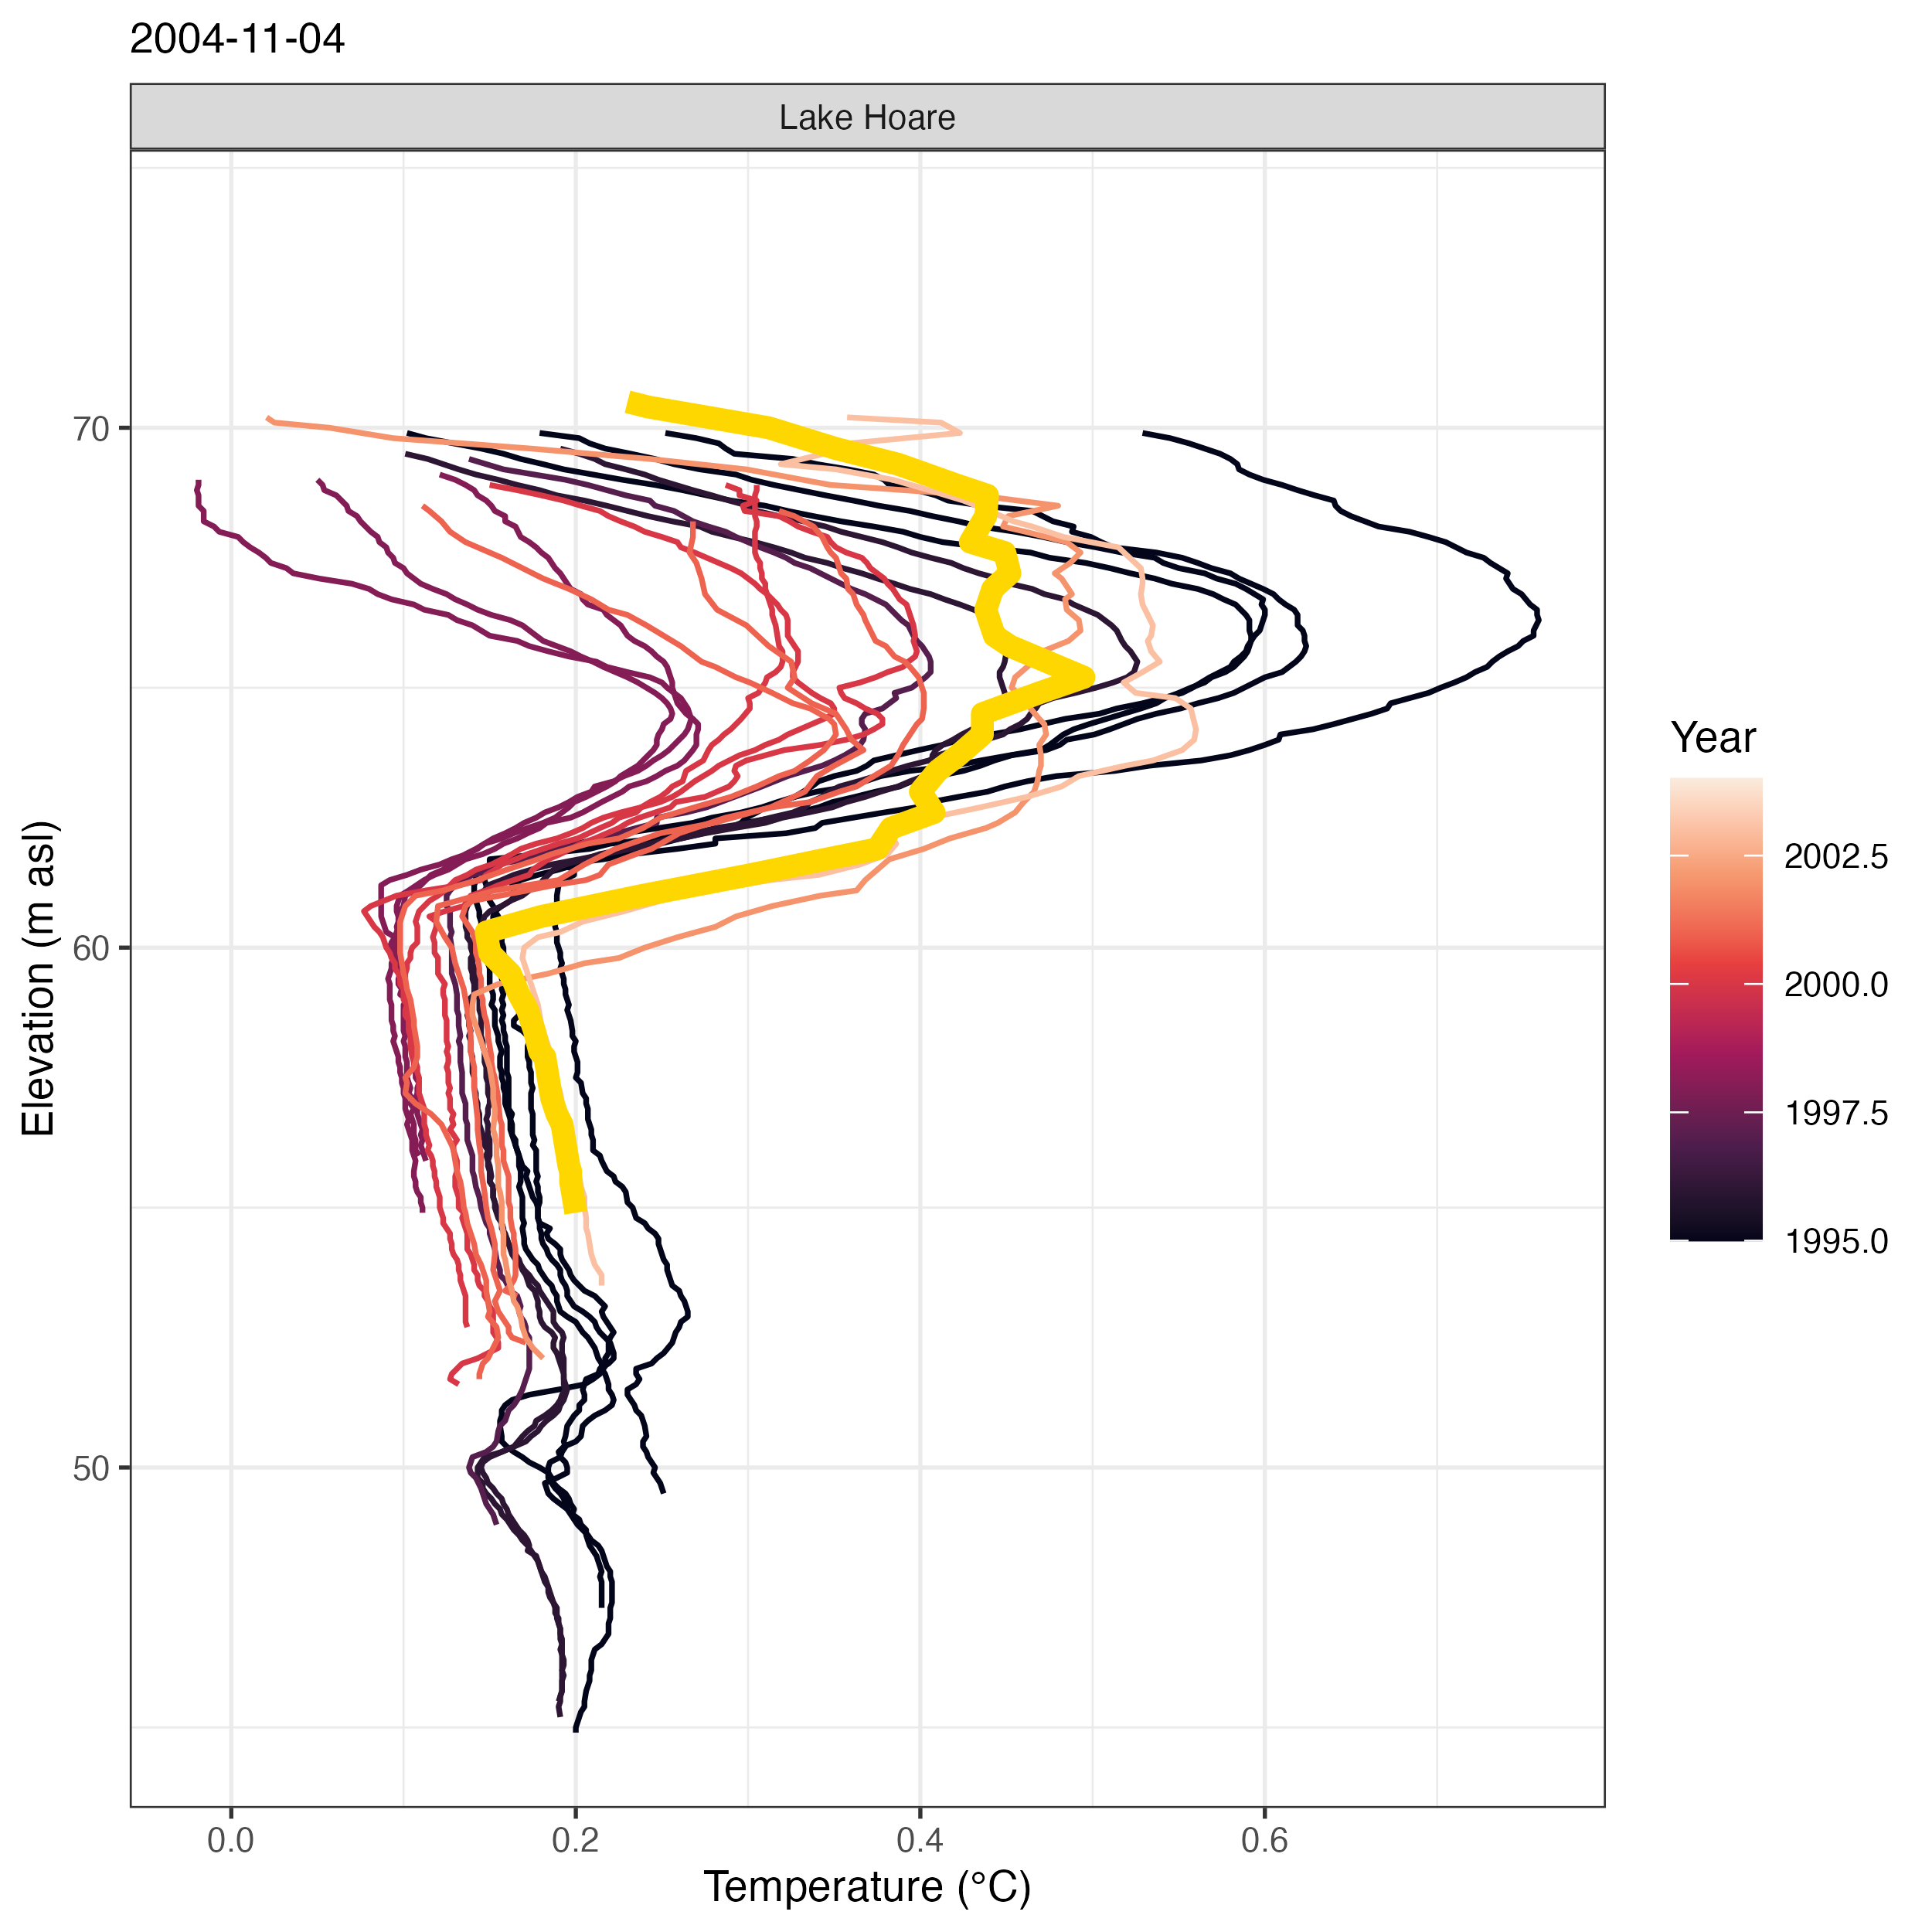 2004-11-04
Lake Hoare
70
60
50
Elevation (m asl)
0.0 0.2 0.4 0.6
Temperature (°C)
Year
2002.5
2000.0
1997.5
1995.0